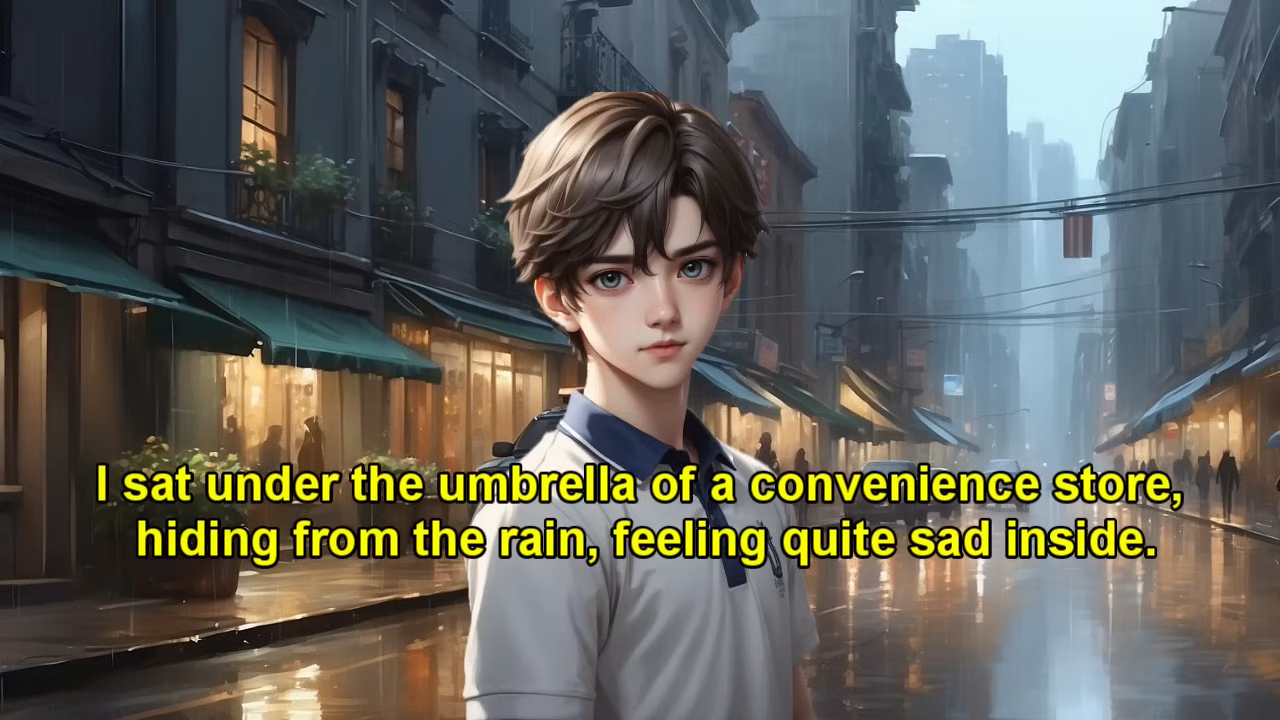 I sat under the umbrella of a convenience store,
hiding from the rain, feeling quite sad inside.